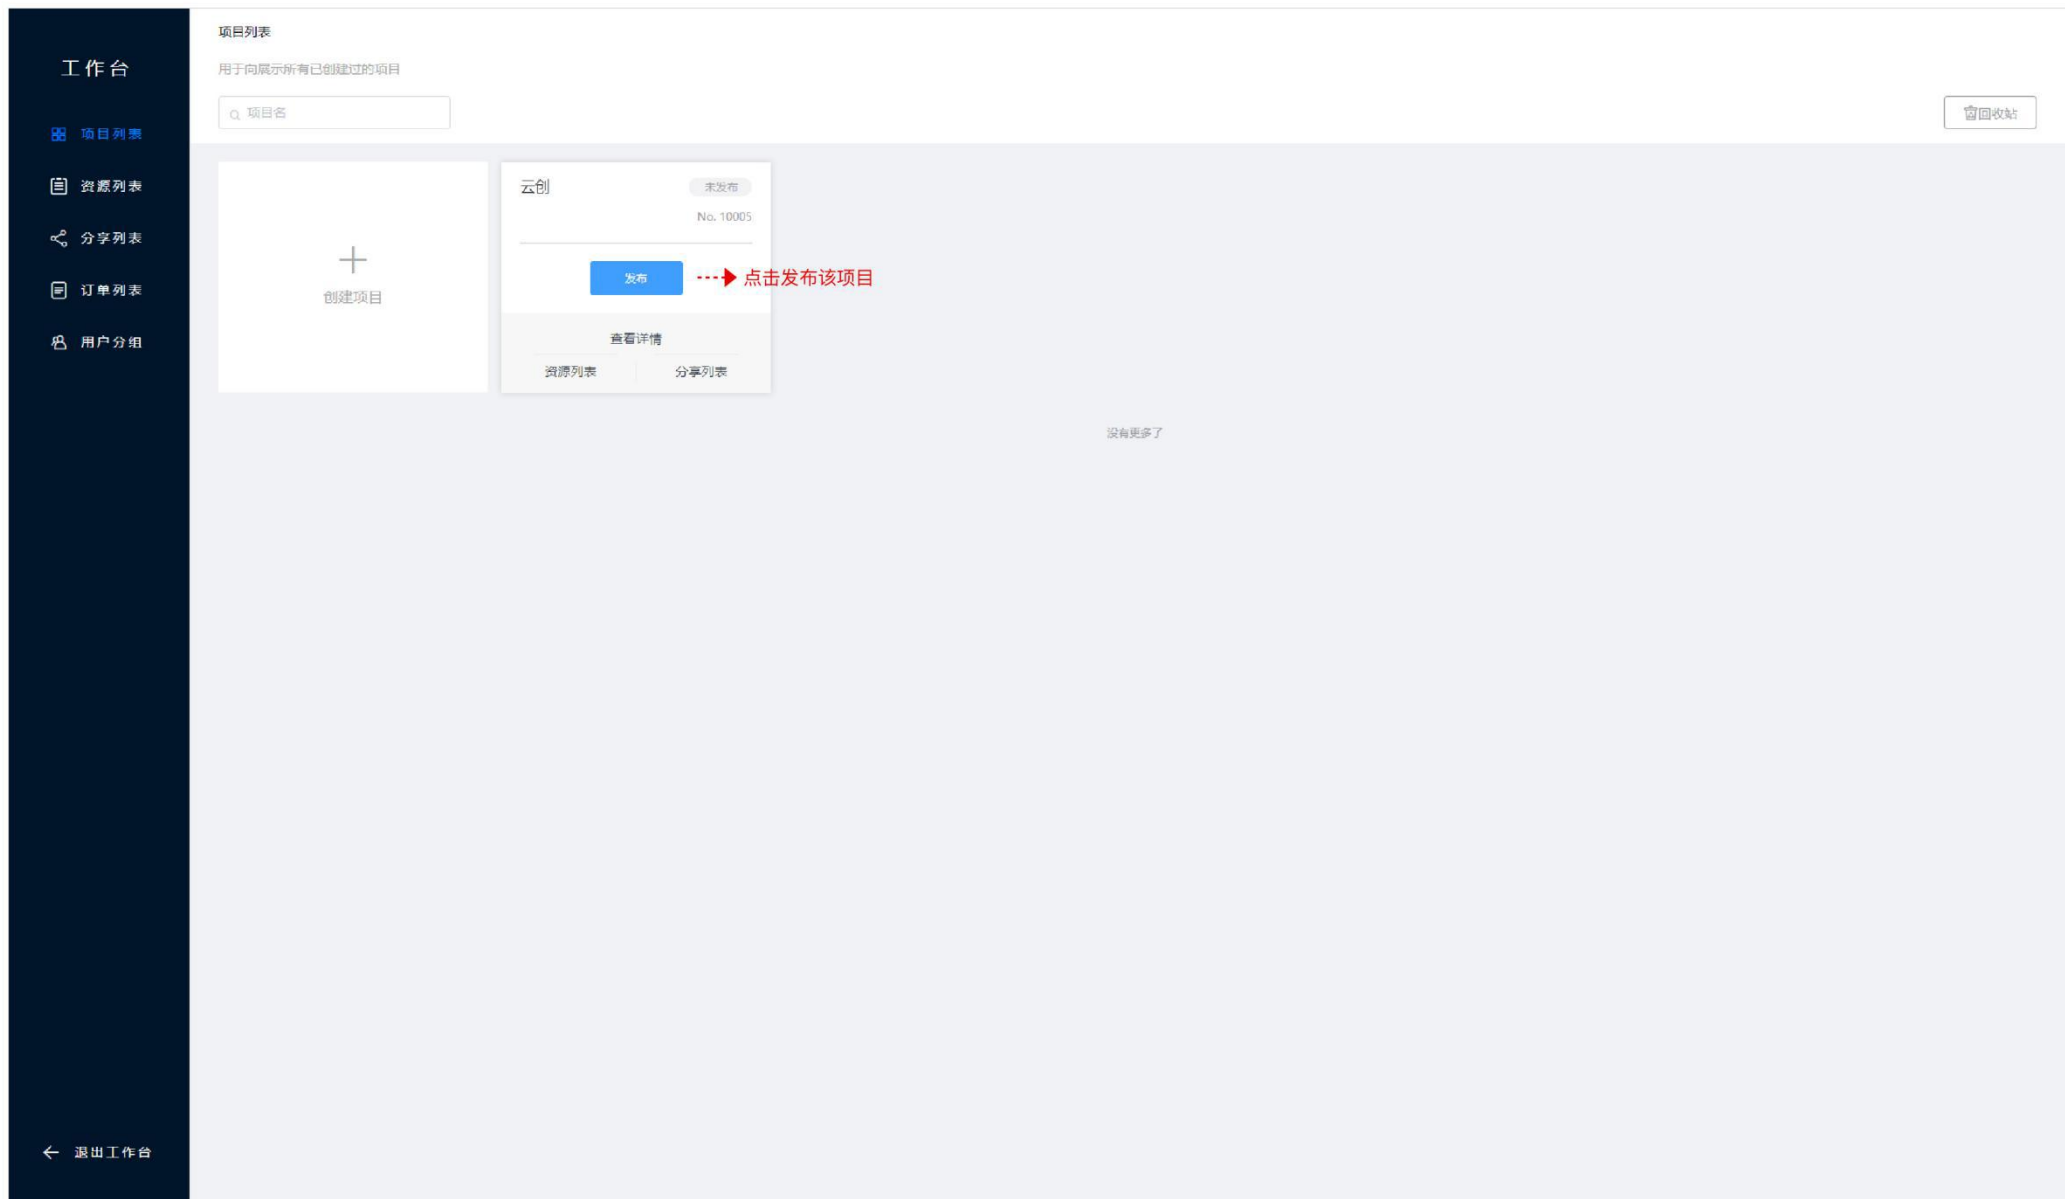 工作台
项目列表
资源列表
分享列表
订单列表
用户分组
退出工作台
项目列表
用于向展示所有已创建过的项目
项目名
回收站
创建项目
云创
未发布
No. 10005
发布
点击发布该项目
查看详情
资源列表
分享列表
没有更多了